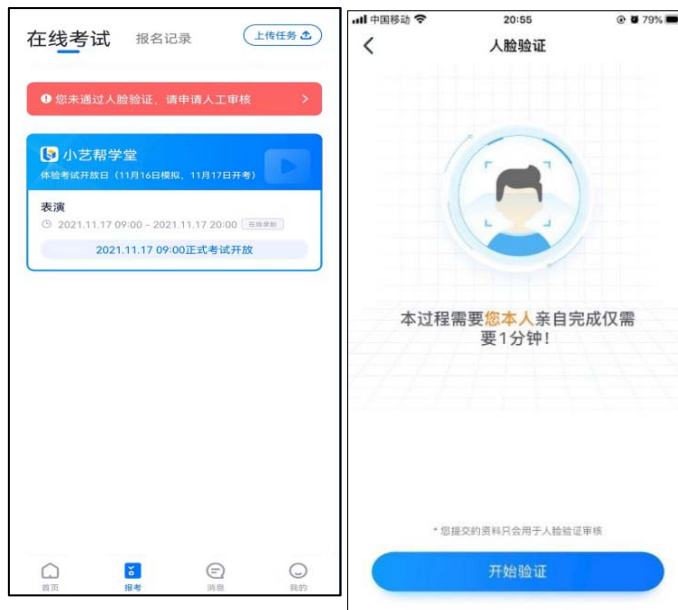 在线考试 报名记录 上传任务
您未通过人脸验证，请申请人工审核
小艺帮学堂
体验考试开放日（11月16日模拟，11月17日开考）
表演
2021.11.17 09:00 - 2021.11.17 20:00 在线录制
2021.11.17 09:00正式考试开放
首页 报考 消息 我的
中国移动 20:55 79%
人脸验证
本过程需要您本人亲自完成仅需
要1分钟！
* 您提交的资料只会用于人脸验证审核
开始验证